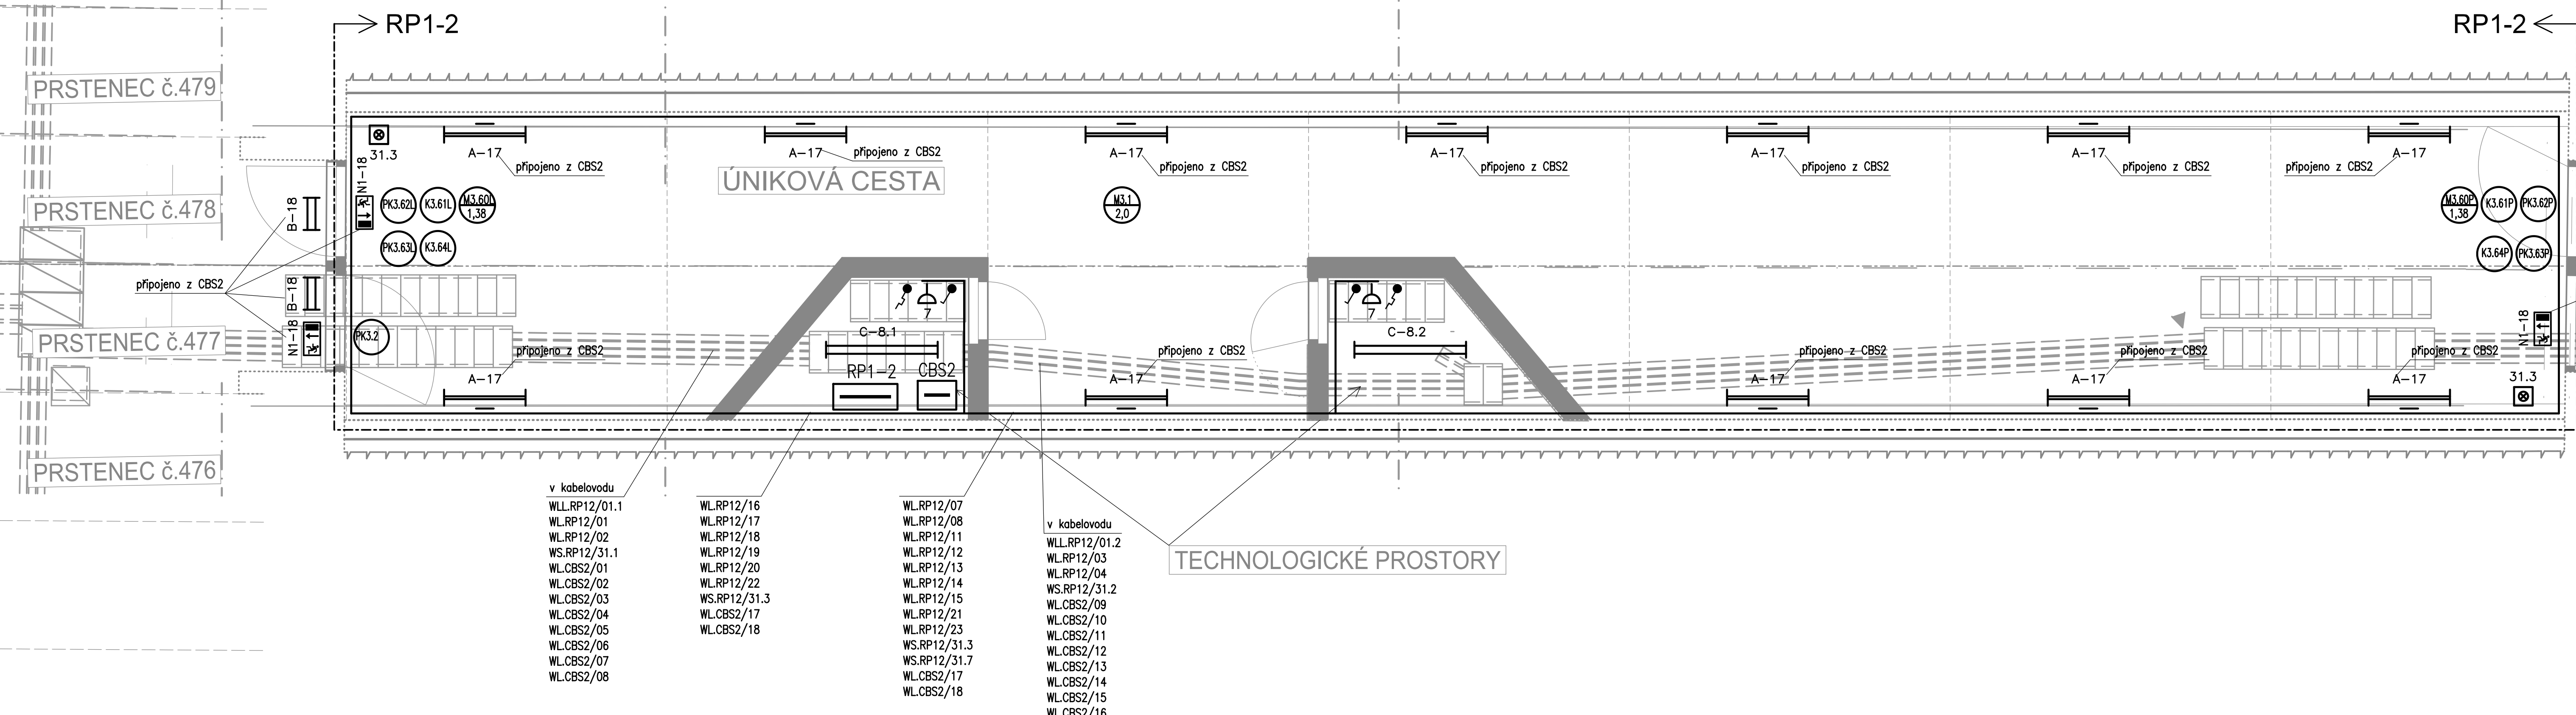 RP1-2
RP1-2
PRSTENEC č.479
PRSTENEC č.478
PRSTENEC č.477
PRSTENEC č.476
31.3
A-17
připojeno z CBS2
A-17
připojeno z CBS2
A-17
připojeno z CBS2
A-17
připojeno z CBS2
A-17
připojeno z CBS2
A-17
připojeno z CBS2
A-17
připojeno z CBS2
ÚNIKOVÁ CESTA
N1-18
B-18
PK3.62L
K3.61L
M3.60L
1,38
PK3.63L
K3.64L
M3.1
2,0
M3.60P
1,38
K3.61P
PK3.62P
K3.64P
PK3.63P
připojeno z CBS2
B-18
N1-18
PK3.2
7
C-8.1
RP1-2
CBS2
7
C-8.2
N1-18
připojeno z CBS2
A-17
připojeno z CBS2
A-17
připojeno z CBS2
A-17
připojeno z CBS2
A-17
připojeno z CBS2
A-17
31.3
v kabelovodu
WLL.RP12/01.1
WL.RP12/01
WL.RP12/02
WS.RP12/31.1
WL.CBS2/01
WL.CBS2/02
WL.CBS2/03
WL.CBS2/04
WL.CBS2/05
WL.CBS2/06
WL.CBS2/07
WL.CBS2/08
WL.RP12/16
WL.RP12/17
WL.RP12/18
WL.RP12/19
WL.RP12/20
WL.RP12/22
WS.RP12/31.3
WL.CBS2/17
WL.CBS2/18
WL.RP12/07
WL.RP12/08
WL.RP12/11
WL.RP12/12
WL.RP12/13
WL.RP12/14
WL.RP12/15
WL.RP12/21
WL.RP12/23
WS.RP12/31.3
WS.RP12/31.7
WL.CBS2/17
WL.CBS2/18
v kabelovodu
WLL.RP12/01.2
WL.RP12/03
WL.RP12/04
WS.RP12/31.2
WL.CBS2/09
WL.CBS2/10
WL.CBS2/11
WL.CBS2/12
WL.CBS2/13
WL.CBS2/14
WL.CBS2/15
WL.CBS2/16
TECHNOLOGICKÉ PROSTORY